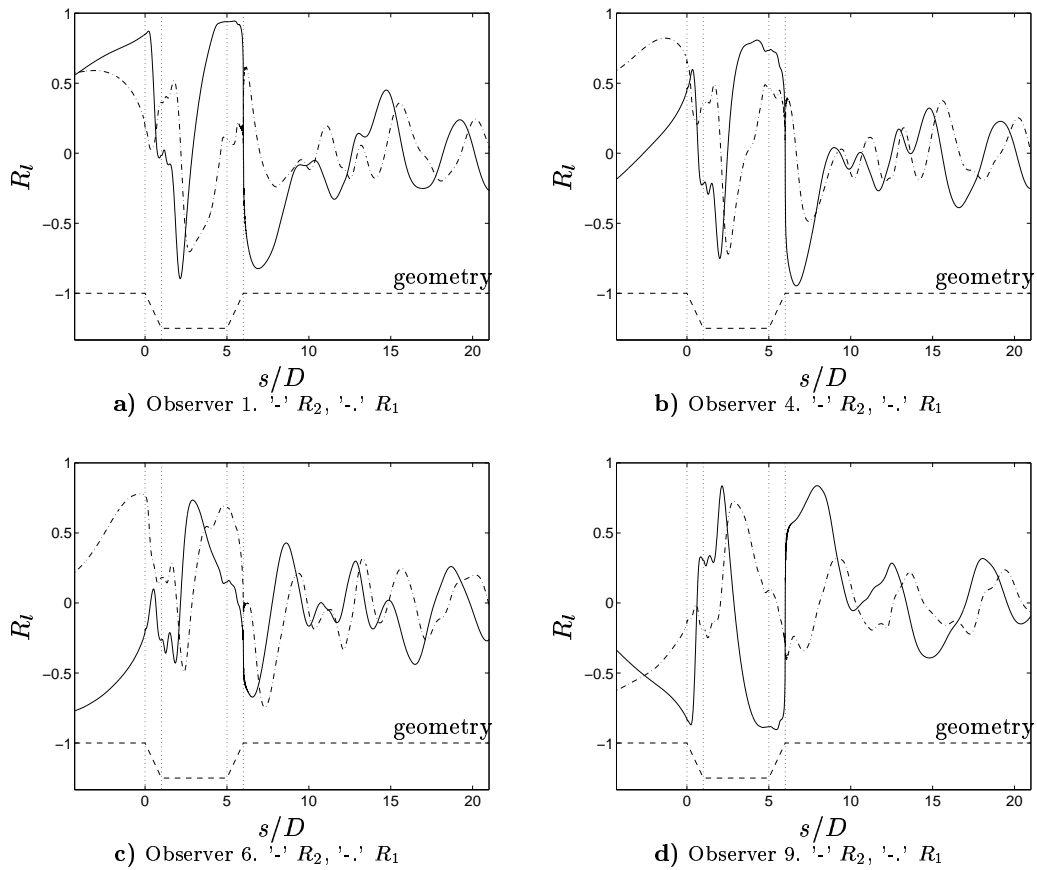 1
0.5
0
−0.5
−1
R_l
geometry
0 5 10 15 20
s/D
a) Observer 1. '-' R_2, '-.' R_1
1
0.5
0
−0.5
−1
R_l
geometry
0 5 10 15 20
s/D
b) Observer 4. '-' R_2, '-.' R_1
1
0.5
0
−0.5
−1
R_l
geometry
0 5 10 15 20
s/D
c) Observer 6. '-' R_2, '-.' R_1
1
0.5
0
−0.5
−1
R_l
geometry
0 5 10 15 20
s/D
d) Observer 9. '-' R_2, '-.' R_1